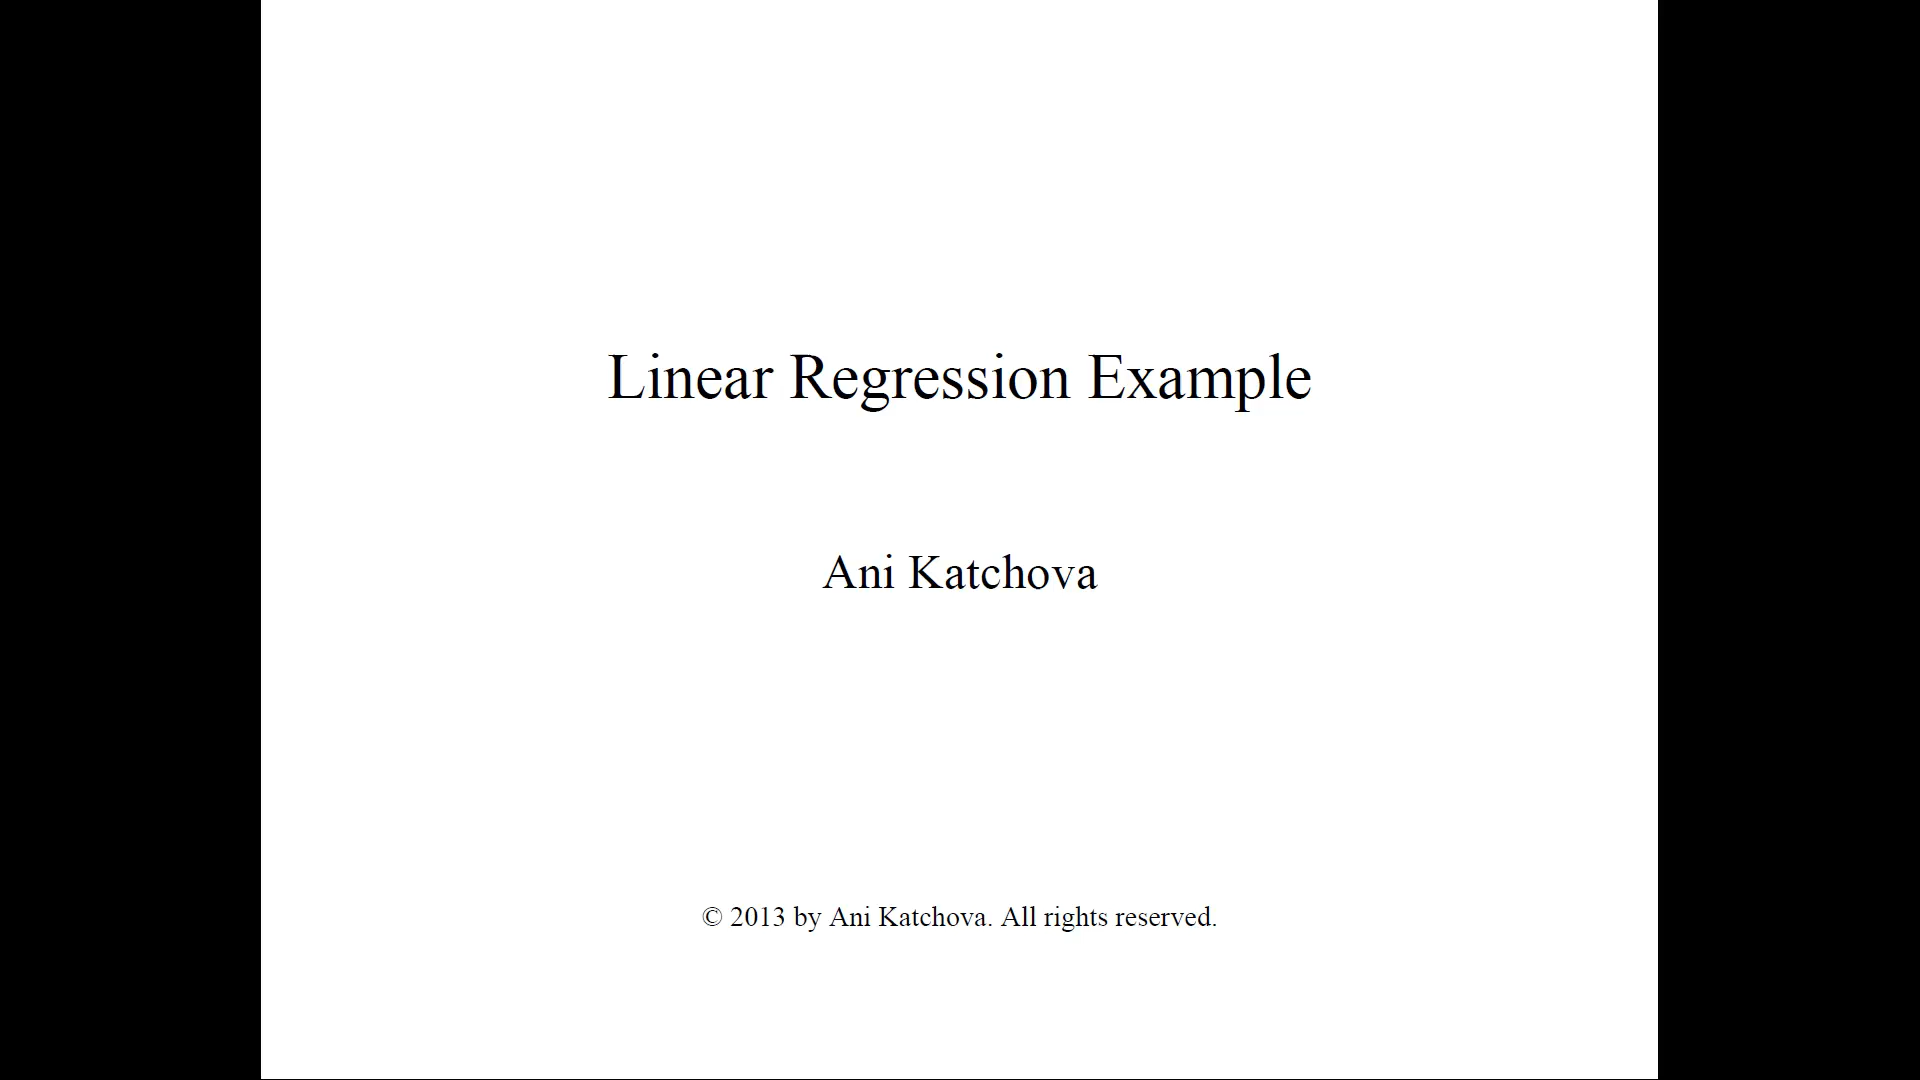 Linear Regression Example
Ani Katchova
© 2013 by Ani Katchova. All rights reserved.